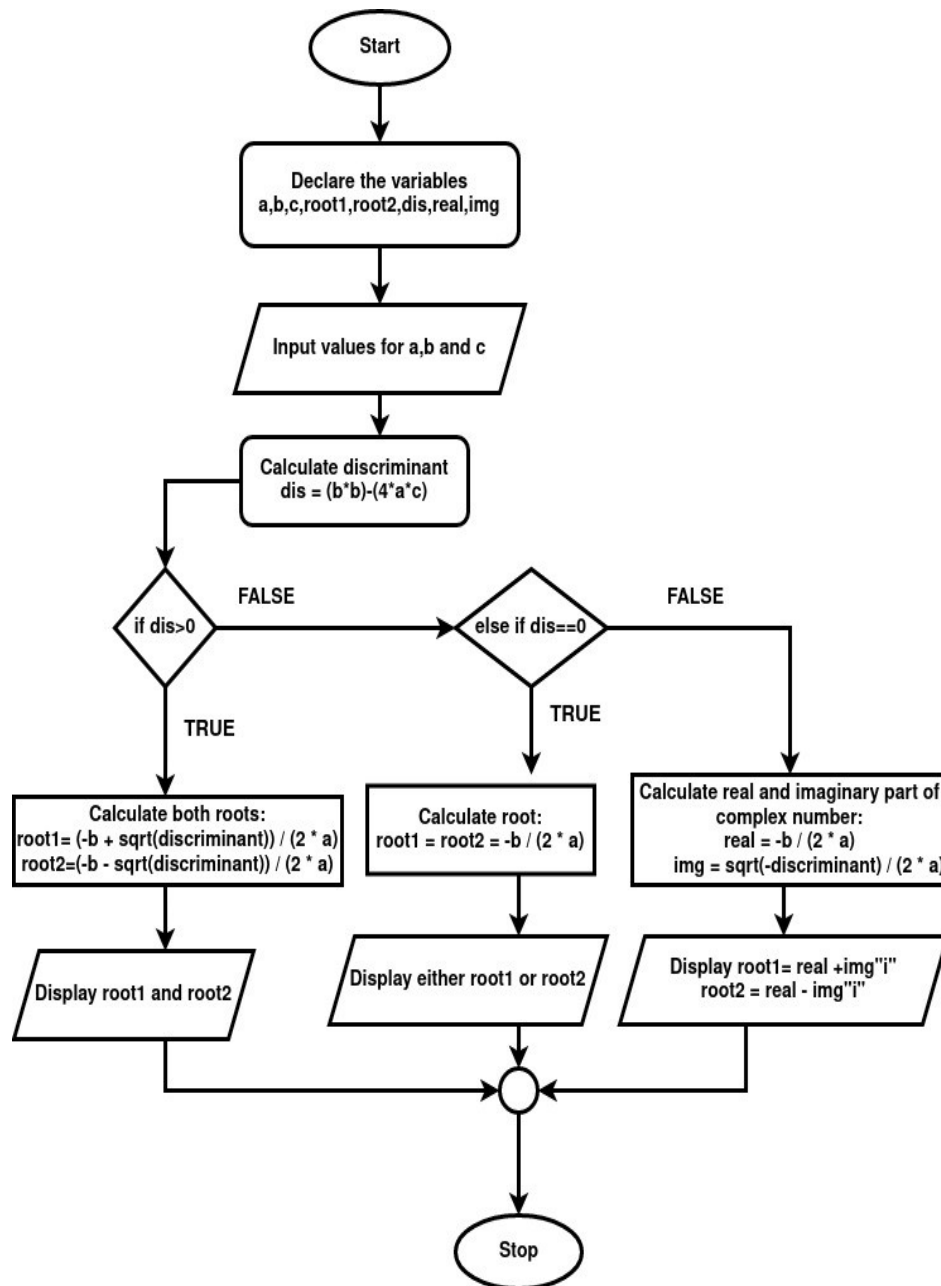 Start
Declare the variables
a,b,c,root1,root2,dis,real,img
Input values for a,b and c
Calculate discriminant
dis = (b*b)-(4*a*c)
if dis>0
FALSE
else if dis==0
FALSE
TRUE
TRUE
Calculate both roots:
root1= (-b + sqrt(discriminant)) / (2 * a)
root2=(-b - sqrt(discriminant)) / (2 * a)
Calculate root:
root1 = root2 = -b / (2 * a)
Calculate real and imaginary part of
complex number:
real = -b / (2 * a)
img = sqrt(-discriminant) / (2 * a)
Display root1 and root2
Display either root1 or root2
Display root1= real +img"i"
root2 = real - img"i"
Stop